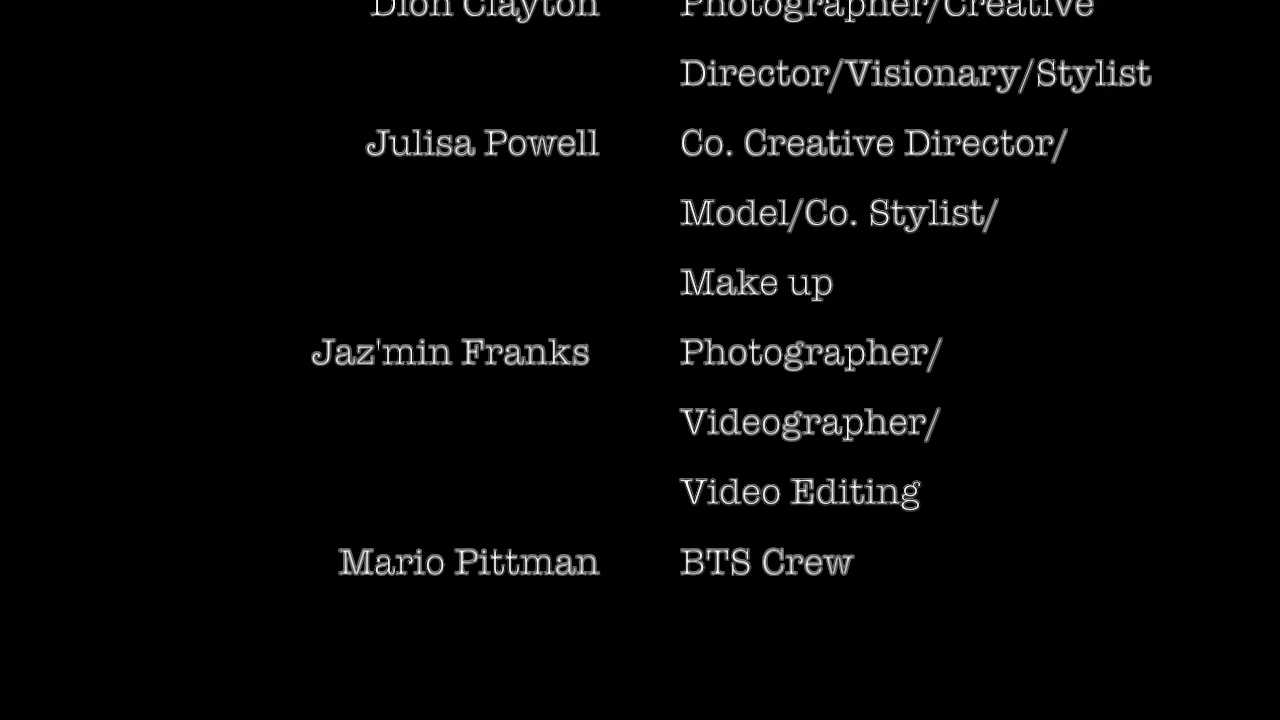 Dion Clayton Photographer/Creative
Director/Visionary/Stylist
Julisa Powell Co. Creative Director/
Model/Co. Stylist/
Make up
Jaz'min Franks Photographer/
Videographer/
Video Editing
Mario Pittman BTS Crew